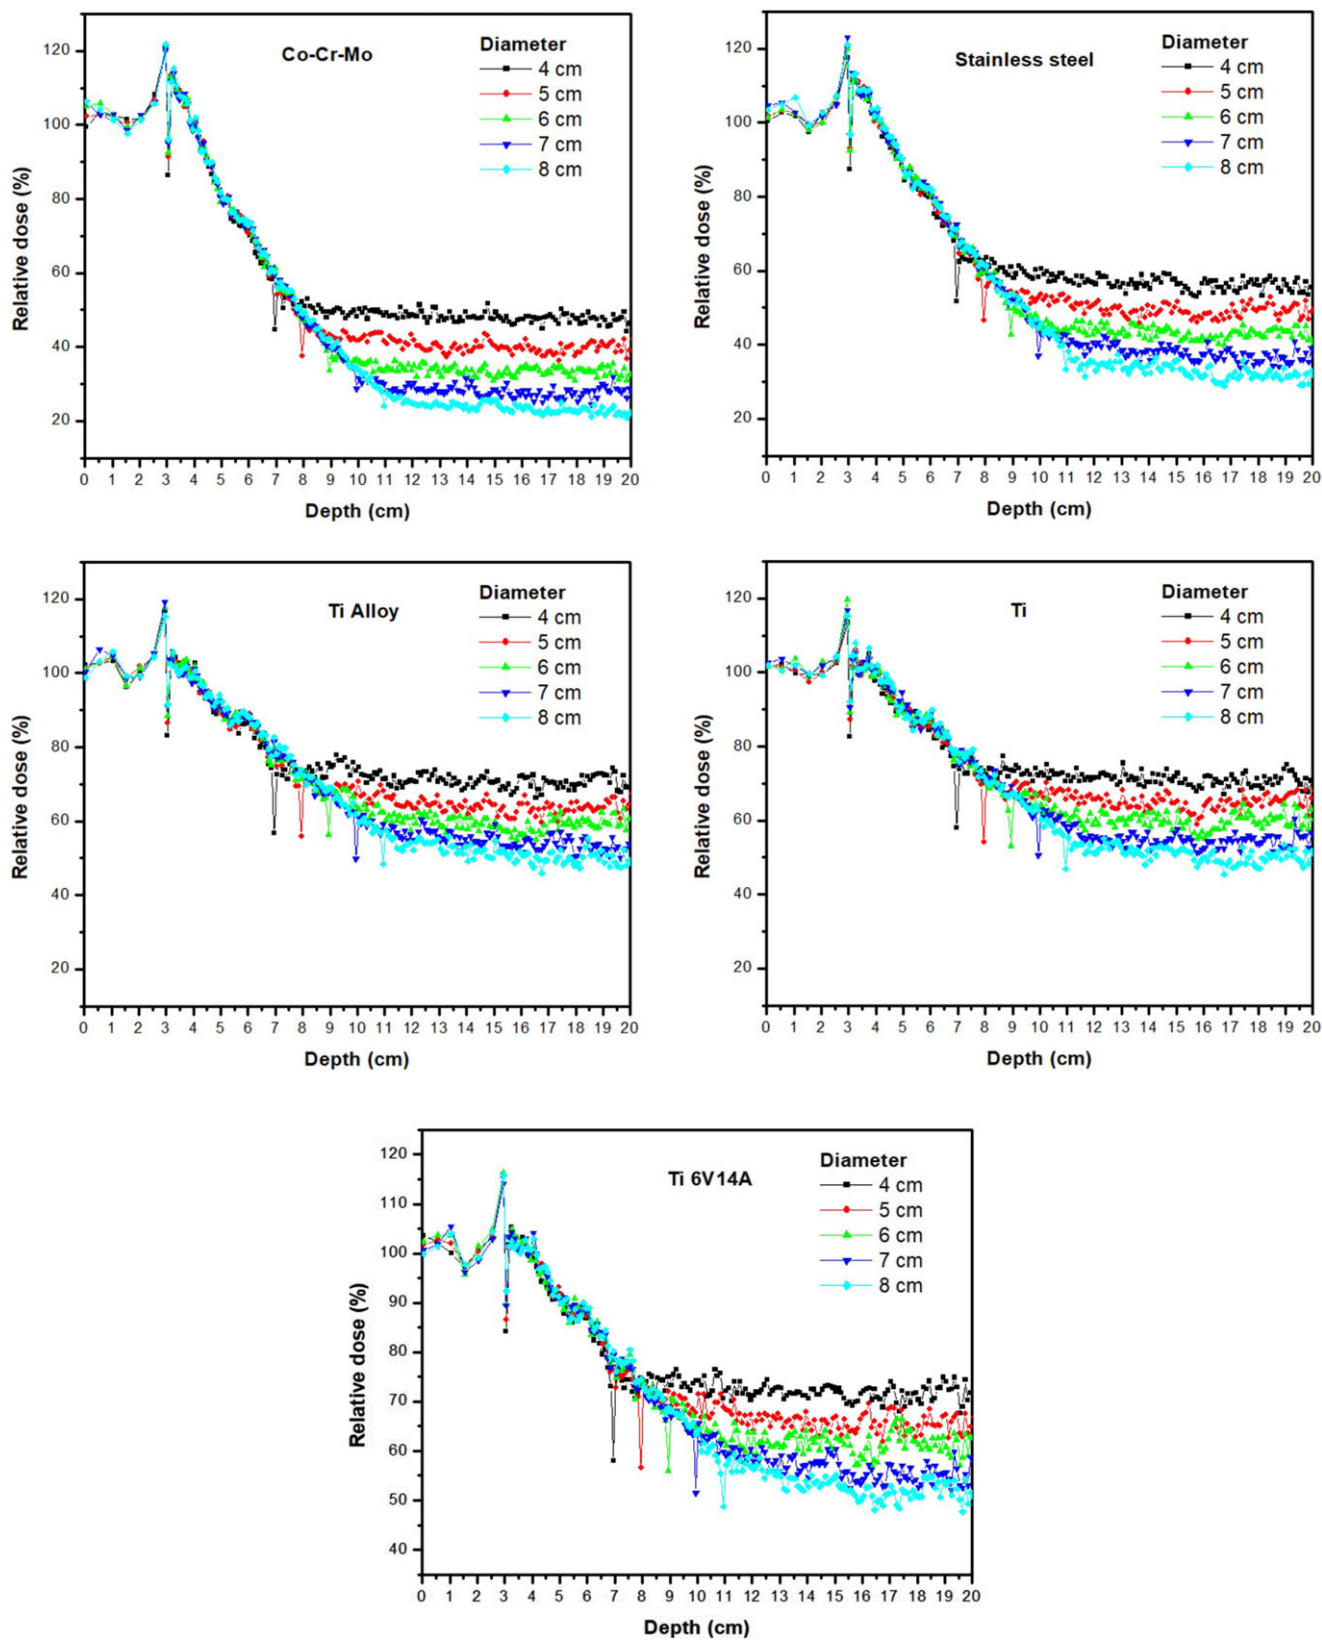 Co-Cr-Mo
Diameter
4 cm
5 cm
6 cm
7 cm
8 cm
120
100
80
60
40
20
Relative dose (%)
0 1 2 3 4 5 6 7 8 9 10 11 12 13 14 15 16 17 18 19 20
Depth (cm)
Stainless steel
Diameter
4 cm
5 cm
6 cm
7 cm
8 cm
120
100
80
60
40
20
Relative dose (%)
0 1 2 3 4 5 6 7 8 9 10 11 12 13 14 15 16 17 18 19 20
Depth (cm)
Ti Alloy
Diameter
4 cm
5 cm
6 cm
7 cm
8 cm
120
100
80
60
40
20
Relative dose (%)
0 1 2 3 4 5 6 7 8 9 10 11 12 13 14 15 16 17 18 19 20
Depth (cm)
Ti
Diameter
4 cm
5 cm
6 cm
7 cm
8 cm
120
100
80
60
40
20
Relative dose (%)
0 1 2 3 4 5 6 7 8 9 10 11 12 13 14 15 16 17 18 19 20
Depth (cm)
Ti 6V14A
Diameter
4 cm
5 cm
6 cm
7 cm
8 cm
120
110
100
90
80
70
60
50
40
Relative dose (%)
0 1 2 3 4 5 6 7 8 9 10 11 12 13 14 15 16 17 18 19 20
Depth (cm)